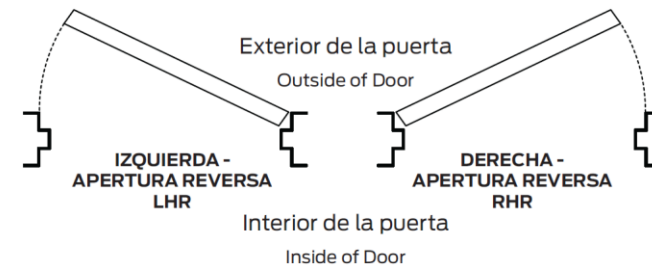 Exterior de la puerta
Outside of Door
IZQUIERDA -
APERTURA REVERSA
LHR
DERECHA -
APERTURA REVERSA
RHR
Interior de la puerta
Inside of Door